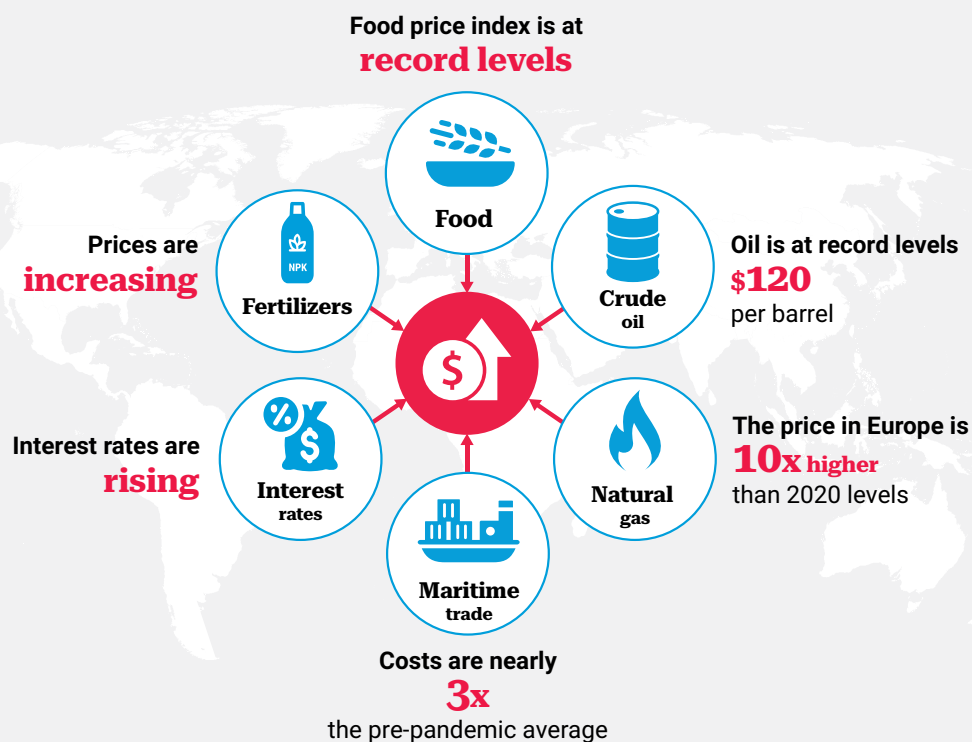 Food price index is at
record levels
Food
Prices are
increasing
NPK
Fertilizers
Crude
oil
Oil is at record levels
$120
per barrel
$
Interest rates are
rising
%
$
Interest
rates
Natural
gas
The price in Europe is
10x higher
than 2020 levels
Maritime
trade
Costs are nearly
3x
the pre-pandemic average